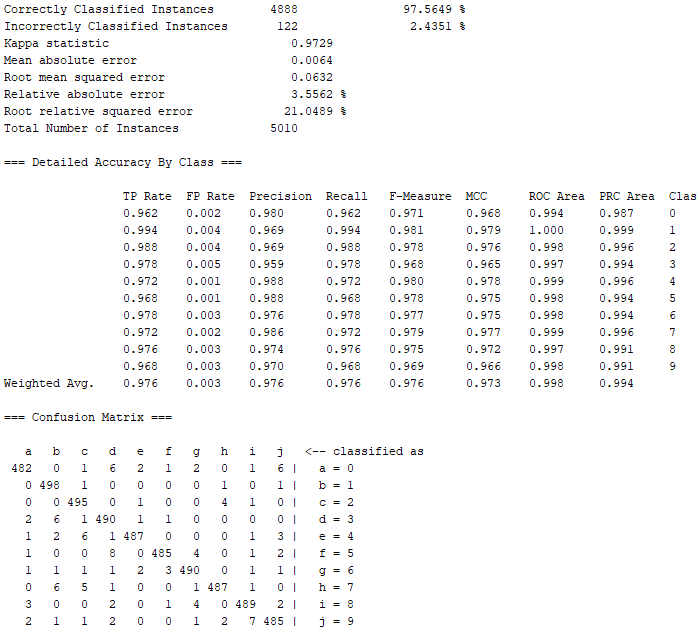 Correctly Classified Instances 4888 97.5649 %
Incorrectly Classified Instances 122 2.4351 %
Kappa statistic 0.9729
Mean absolute error 0.0064
Root mean squared error 0.0632
Relative absolute error 3.5562 %
Root relative squared error 21.0489 %
Total Number of Instances 5010
=== Detailed Accuracy By Class ===
TP Rate FP Rate Precision Recall F-Measure MCC ROC Area PRC Area Clas
0.962 0.002 0.980 0.962 0.971 0.968 0.994 0.987 0
0.994 0.004 0.969 0.994 0.981 0.979 1.000 0.999 1
0.988 0.004 0.969 0.988 0.978 0.976 0.998 0.996 2
0.978 0.005 0.959 0.978 0.968 0.965 0.997 0.994 3
0.972 0.001 0.988 0.972 0.980 0.978 0.999 0.996 4
0.968 0.001 0.988 0.968 0.978 0.975 0.998 0.994 5
0.978 0.003 0.976 0.978 0.977 0.975 0.998 0.994 6
0.972 0.002 0.986 0.972 0.979 0.977 0.999 0.996 7
0.976 0.003 0.974 0.976 0.975 0.972 0.997 0.991 8
0.968 0.003 0.970 0.968 0.969 0.966 0.998 0.991 9
Weighted Avg. 0.976 0.003 0.976 0.976 0.976 0.973 0.998 0.994
=== Confusion Matrix ===
a b c d e f g h i j <-- classified as
482 0 1 6 2 1 2 0 1 6 | a = 0
0 498 1 0 0 0 0 1 0 1 | b = 1
0 0 495 0 1 0 0 4 1 0 | c = 2
2 6 1 490 1 1 0 0 0 0 | d = 3
1 2 6 1 487 0 0 0 1 3 | e = 4
1 0 0 8 0 485 4 0 1 2 | f = 5
1 1 1 1 2 3 490 0 1 1 | g = 6
0 6 5 1 0 0 1 487 1 0 | h = 7
3 0 0 2 0 1 4 0 489 2 | i = 8
2 1 1 2 0 0 1 2 7 485 | j = 9